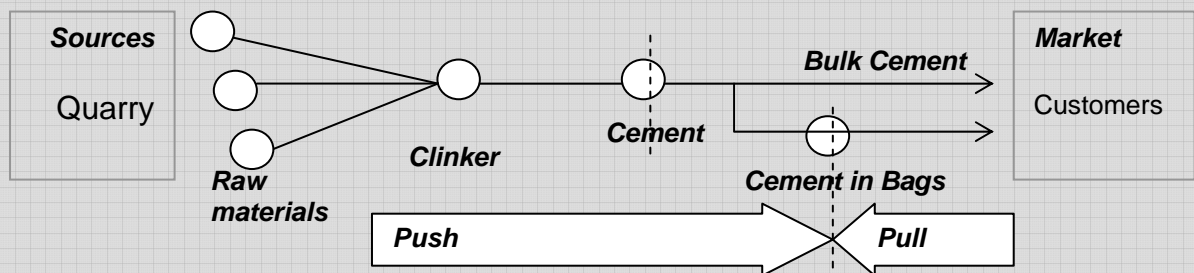 Sources
Quarry
Raw
materials
Clinker
Cement
Bulk Cement
Cement in Bags
Market
Customers
Push
Pull